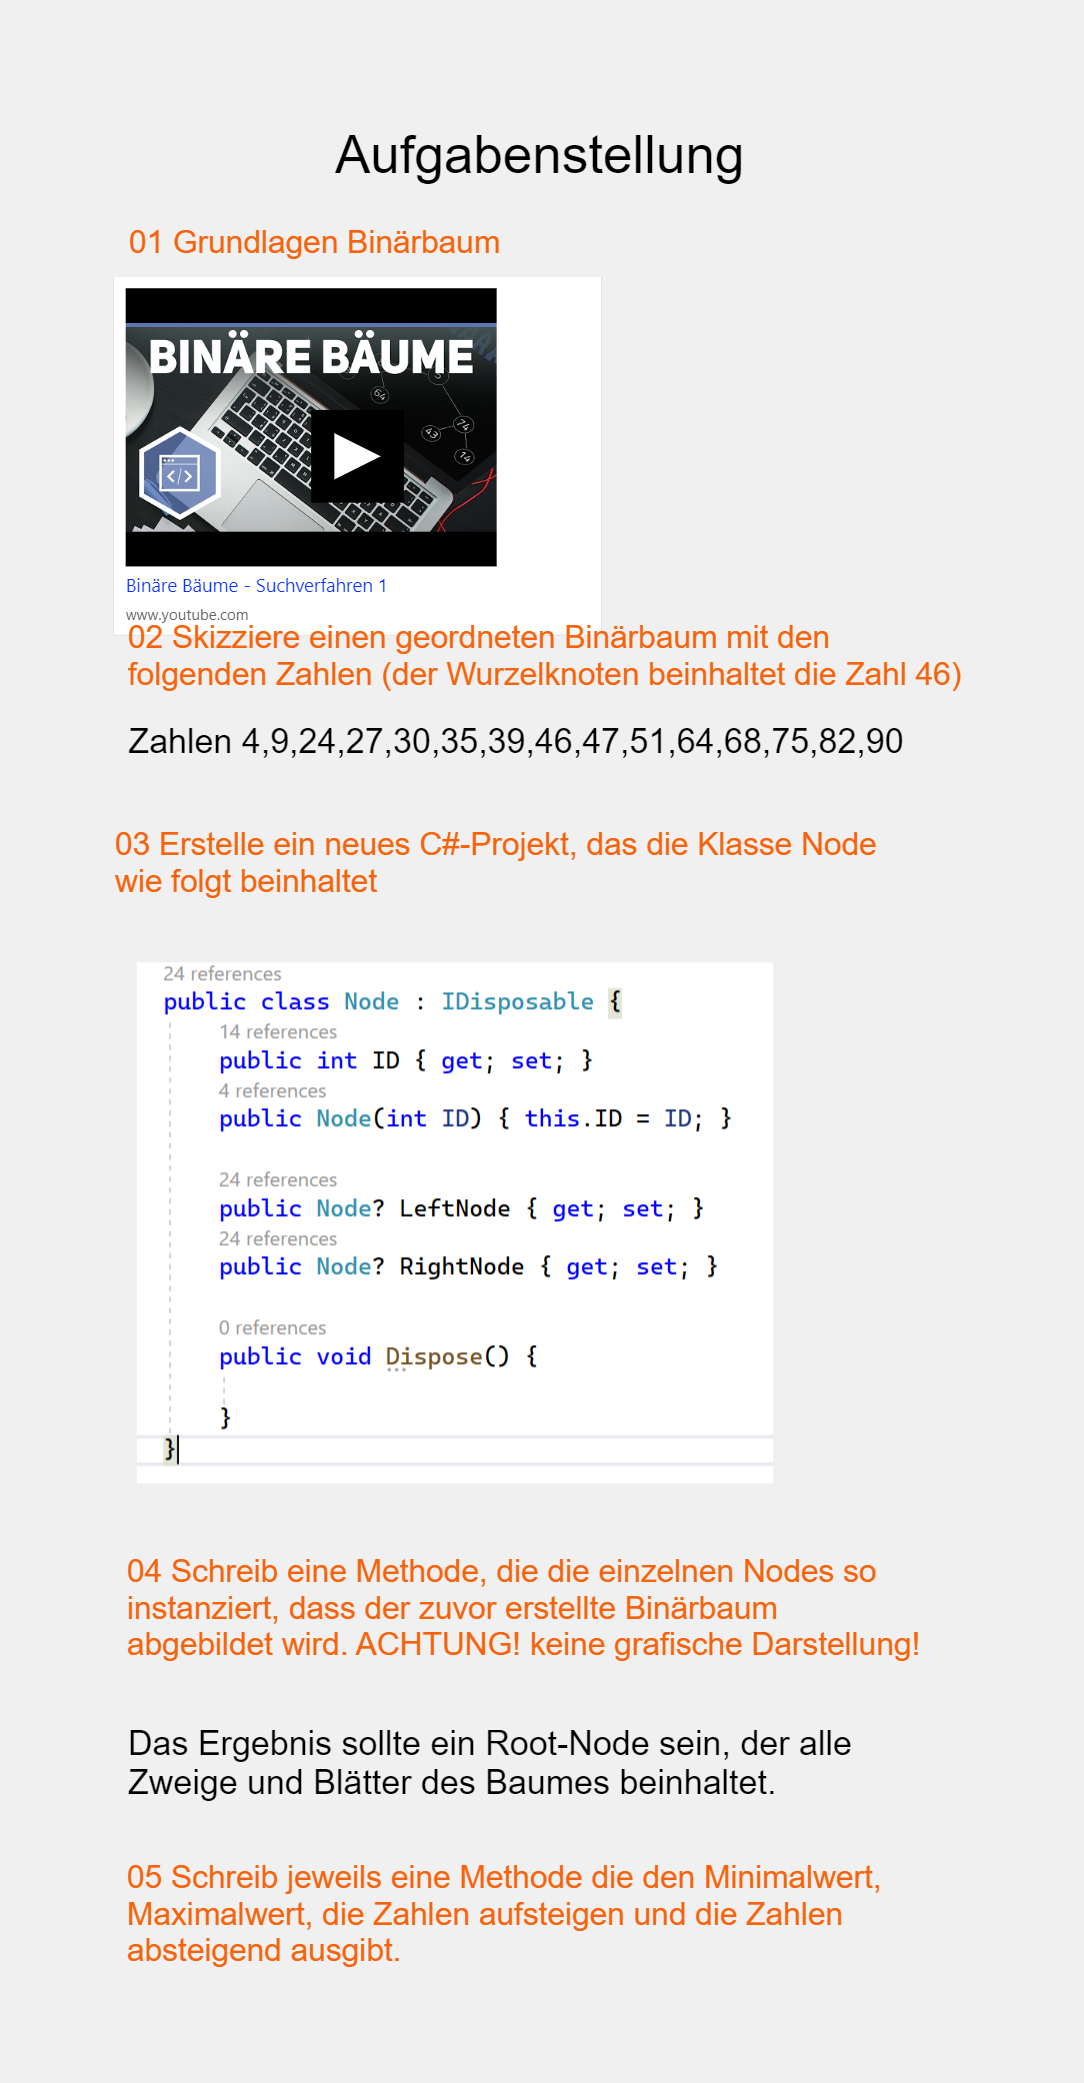 Aufgabenstellung
01 Grundlagen Binärbaum
BINÄRE BÄUME
64
74
43
14
</>
Binäre Bäume - Suchverfahren 1
www.youtube.com
02 Skizziere einen geordneten Binärbaum mit den
folgenden Zahlen (der Wurzelknoten beinhaltet die Zahl 46)
Zahlen 4,9,24,27,30,35,39,46,47,51,64,68,75,82,90
03 Erstelle ein neues C#-Projekt, das die Klasse Node
wie folgt beinhaltet
24 references
public class Node : IDisposable {
14 references
public int ID { get; set; }
4 references
public Node(int ID) { this.ID = ID; }
24 references
public Node? LeftNode { get; set; }
24 references
public Node? RightNode { get; set; }
0 references
public void Dispose() {
}
}
04 Schreib eine Methode, die die einzelnen Nodes so
instanziert, dass der zuvor erstellte Binärbaum
abgebildet wird. ACHTUNG! keine grafische Darstellung!
Das Ergebnis sollte ein Root-Node sein, der alle
Zweige und Blätter des Baumes beinhaltet.
05 Schreib jeweils eine Methode die den Minimalwert,
Maximalwert, die Zahlen aufsteigen und die Zahlen
absteigend ausgibt.